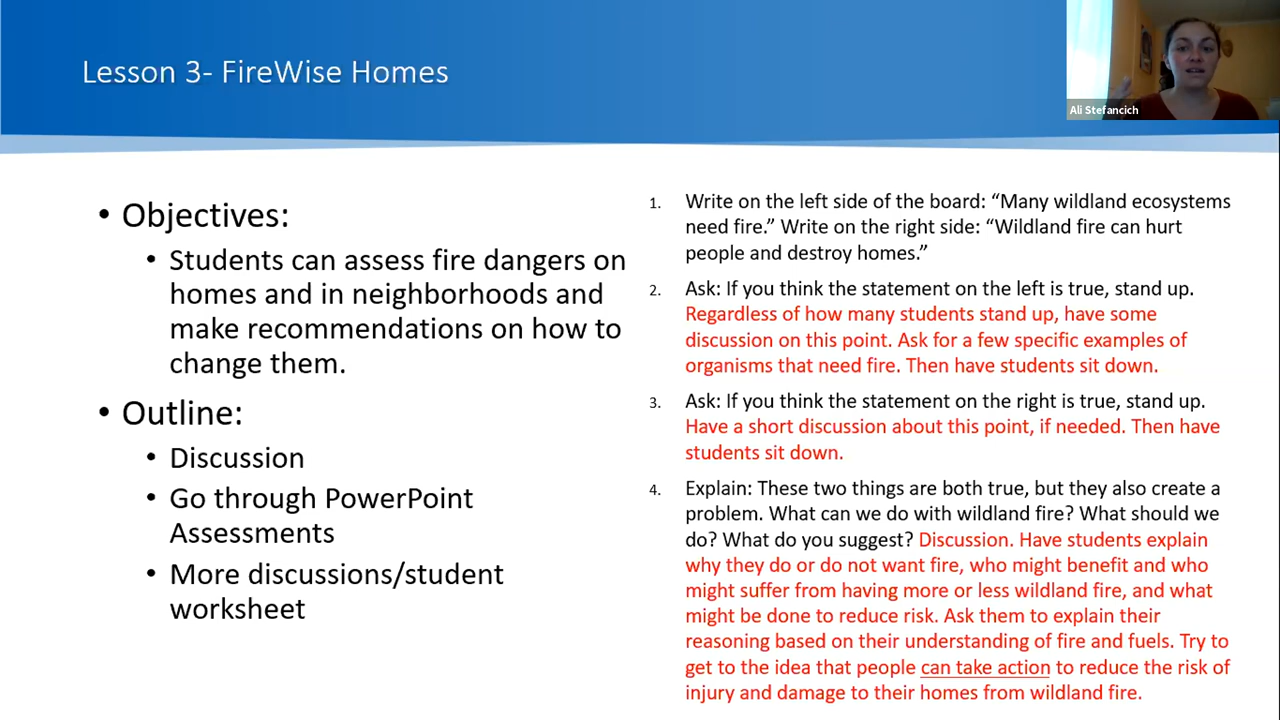 Lesson 3- FireWise Homes
Ali Stefancich
• Objectives:
• Students can assess fire dangers on
homes and in neighborhoods and
make recommendations on how to
change them.
• Outline:
• Discussion
• Go through PowerPoint
Assessments
• More discussions/student
worksheet
1. Write on the left side of the board: “Many wildland ecosystems
need fire.” Write on the right side: “Wildland fire can hurt
people and destroy homes.”
2. Ask: If you think the statement on the left is true, stand up.
Regardless of how many students stand up, have some
discussion on this point. Ask for a few specific examples of
organisms that need fire. Then have students sit down.
3. Ask: If you think the statement on the right is true, stand up.
Have a short discussion about this point, if needed. Then have
students sit down.
4. Explain: These two things are both true, but they also create a
problem. What can we do with wildland fire? What should we
do? What do you suggest? Discussion. Have students explain
why they do or do not want fire, who might benefit and who
might suffer from having more or less wildland fire, and what
might be done to reduce risk. Ask them to explain their
reasoning based on their understanding of fire and fuels. Try to
get to the idea that people can take action to reduce the risk of
injury and damage to their homes from wildland fire.